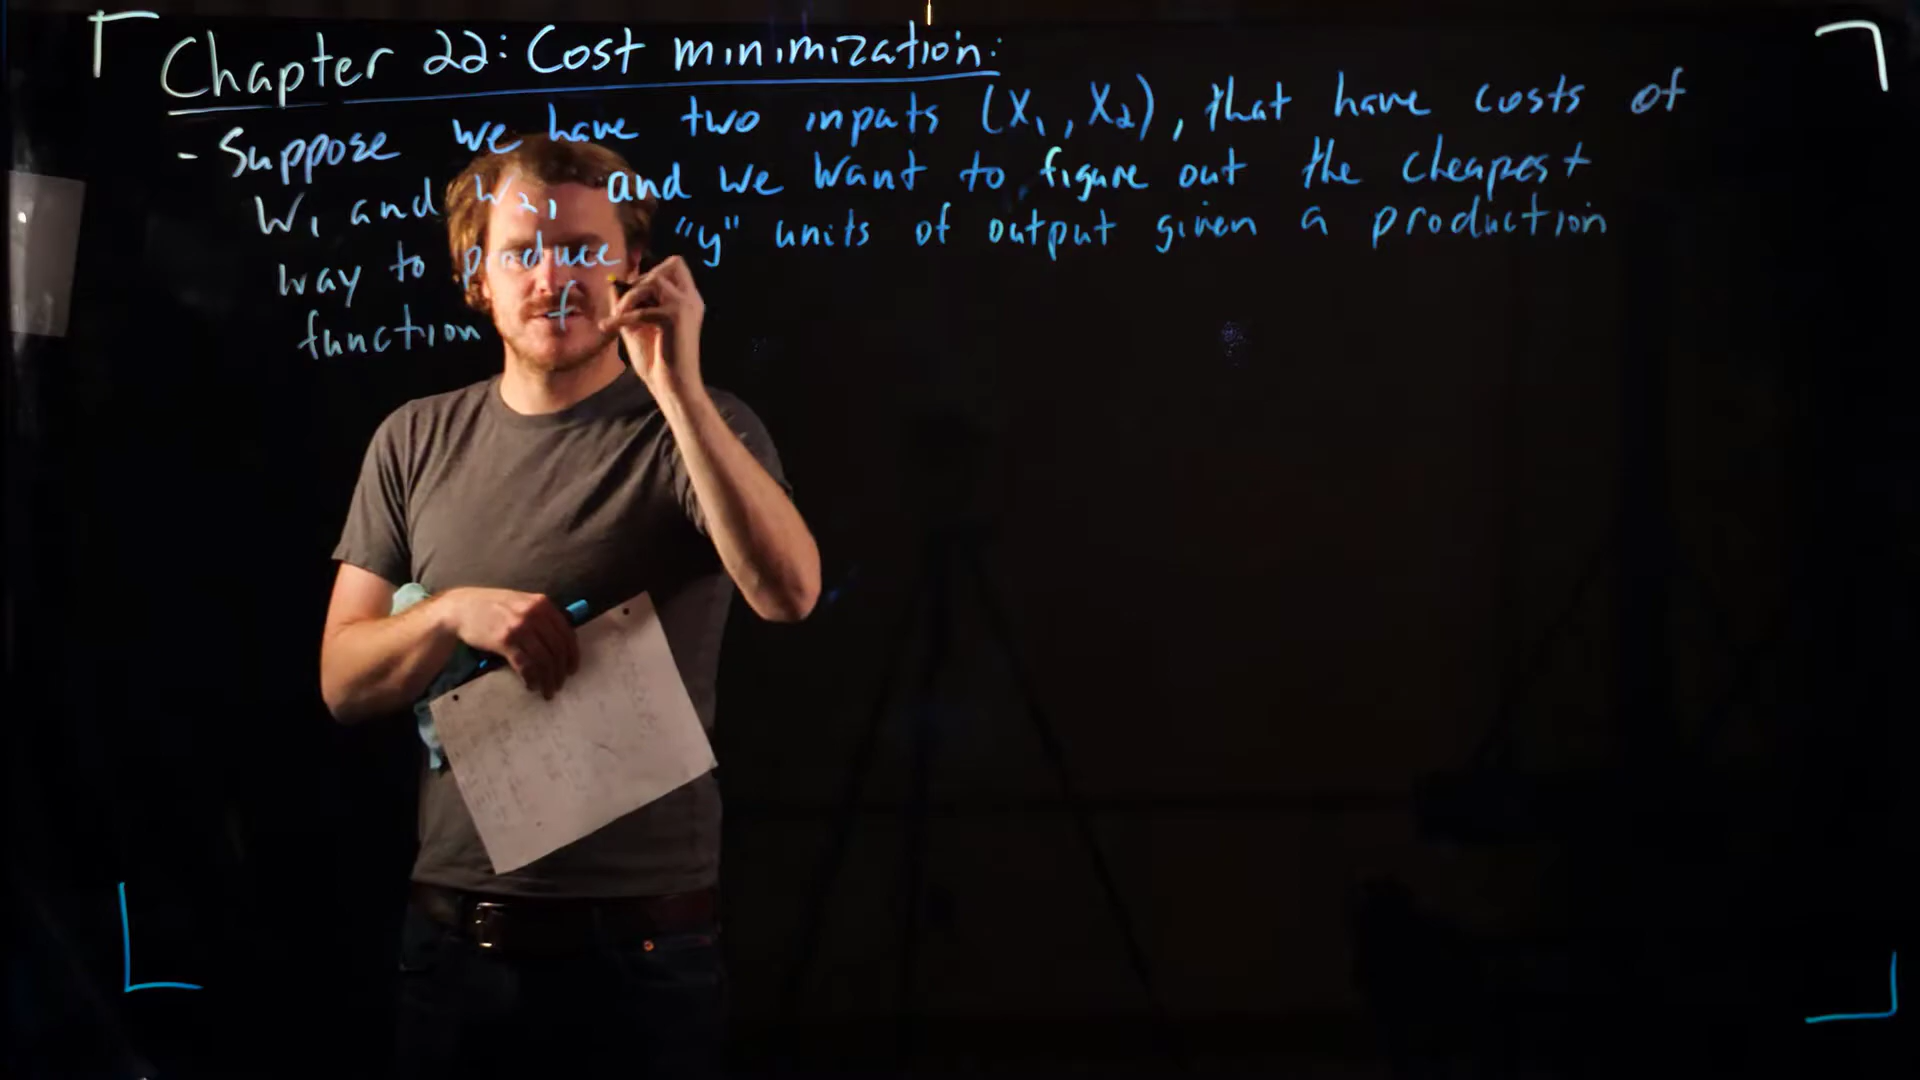 Chapter 22: Cost minimization:
- Suppose we have two inputs (X₁, X₂), that have costs of
W₁ and W₂, and we want to figure out the cheapest
way to produce "y" units of output given a production
function f